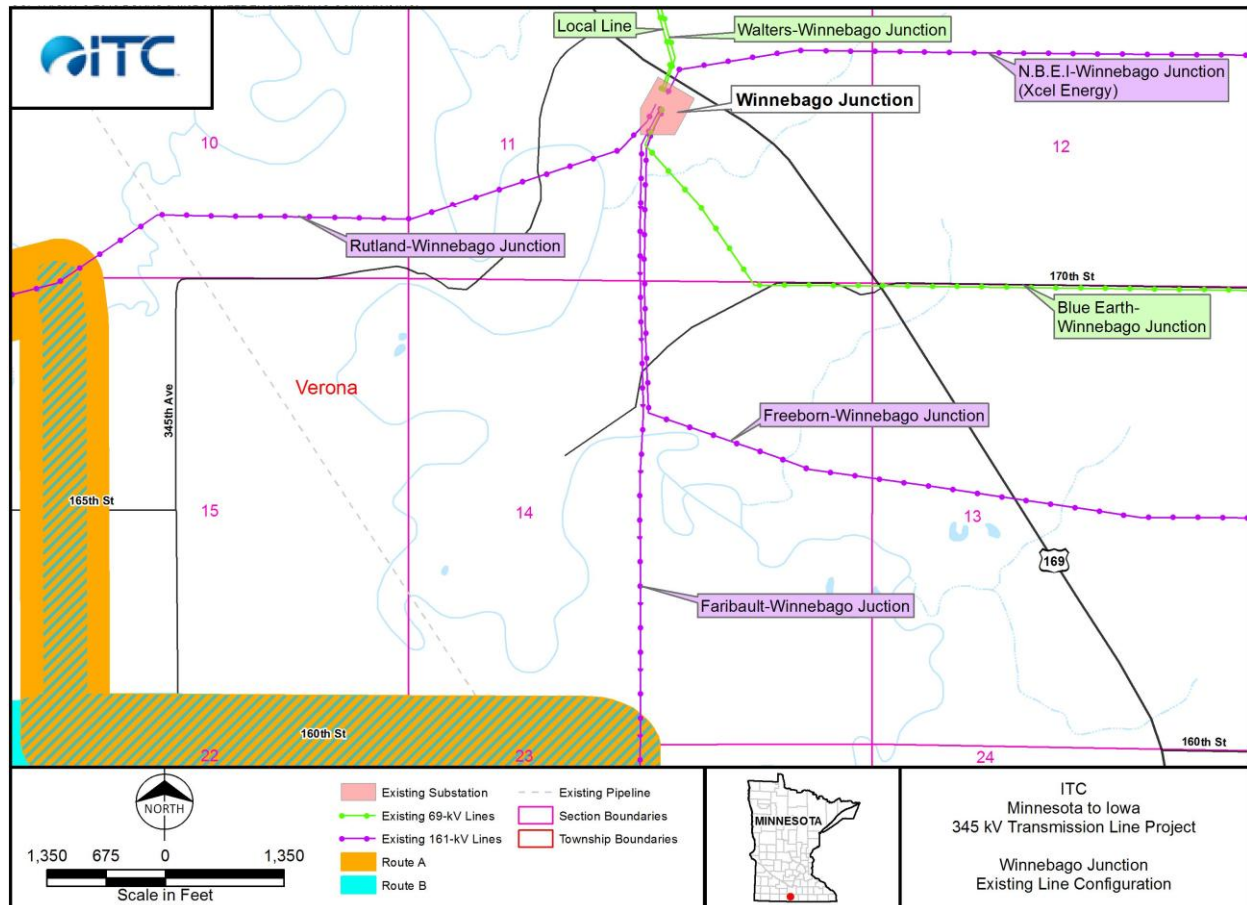 ITC
Local Line
Walters-Winnebago Junction
N.B.E.I-Winnebago Junction
(Xcel Energy)
Winnebago Junction
10
11
12
Rutland-Winnebago Junction
170th St
Blue Earth-
Winnebago Junction
345th Ave
Verona
Freeborn-Winnebago Junction
165th St
15
14
13
169
Faribault-Winnebago Juction
160th St
160th St
22
23
24
NORTH
1,350 675 0 1,350
Scale in Feet
Existing Substation
Existing 69-kV Lines
Existing 161-kV Lines
Route A
Route B
Existing Pipeline
Section Boundaries
Township Boundaries
MINNESOTA
ITC
Minnesota to Iowa
345 kV Transmission Line Project
Winnebago Junction
Existing Line Configuration